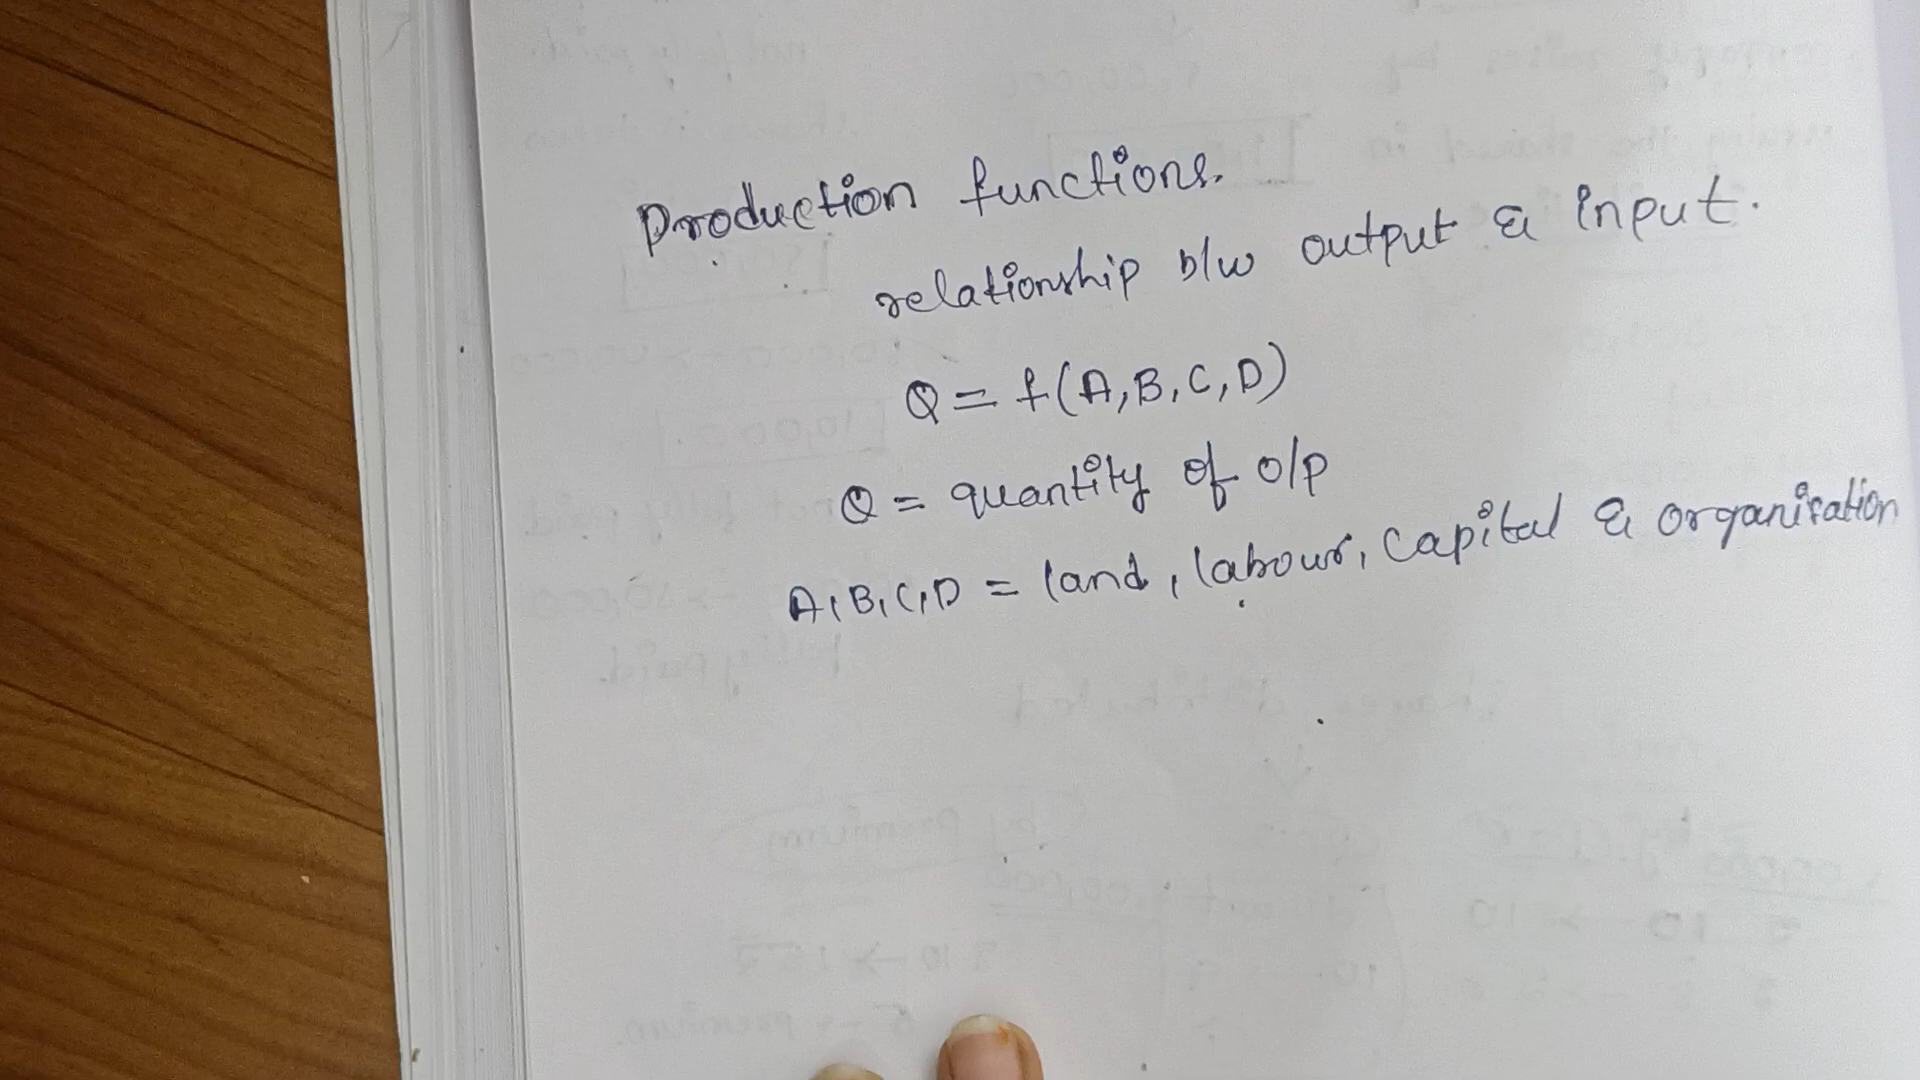 Production functions.
relationship b/w output & input.
Q = f(A,B,C,D)
Q = quantity of o/p
A,B,C,D = land, labour, capital & organisation